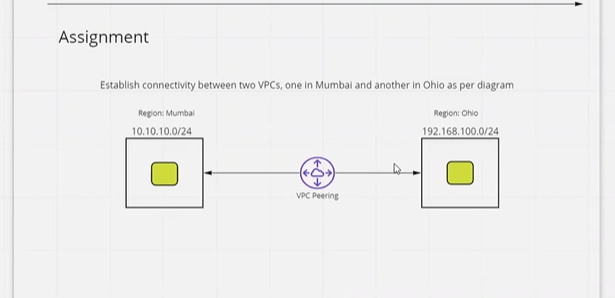 Assignment
Establish connectivity between two VPCs, one in Mumbai and another in Ohio as per diagram
Region: Mumbai
Region: Ohio
10.10.10.0/24
192.168.100.0/24
VPC Peering